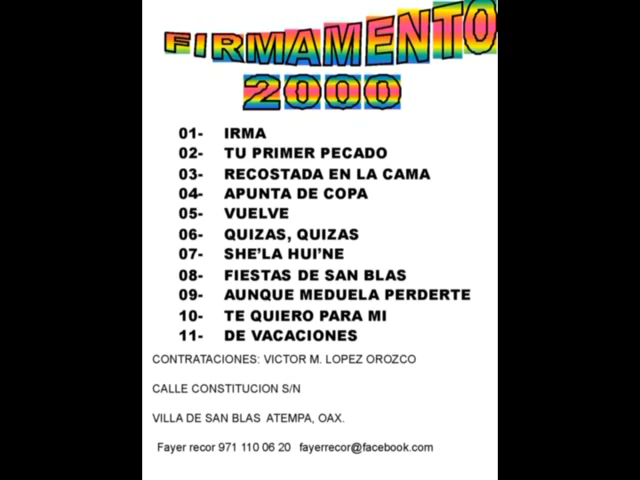 FIRMAMENTO
2000
01- IRMA
02- TU PRIMER PECADO
03- RECOSTADA EN LA CAMA
04- APUNTA DE COPA
05- VUELVE
06- QUIZAS, QUIZAS
07- SHE'LA HUI'NE
08- FIESTAS DE SAN BLAS
09- AUNQUE MEDUELA PERDERTE
10- TE QUIERO PARA MI
11- DE VACACIONES
CONTRATACIONES: VICTOR M. LOPEZ OROZCO
CALLE CONSTITUCION S/N
VILLA DE SAN BLAS ATEMPA, OAX.
Fayer recor 971 110 06 20 fayerrecor@facebook.com